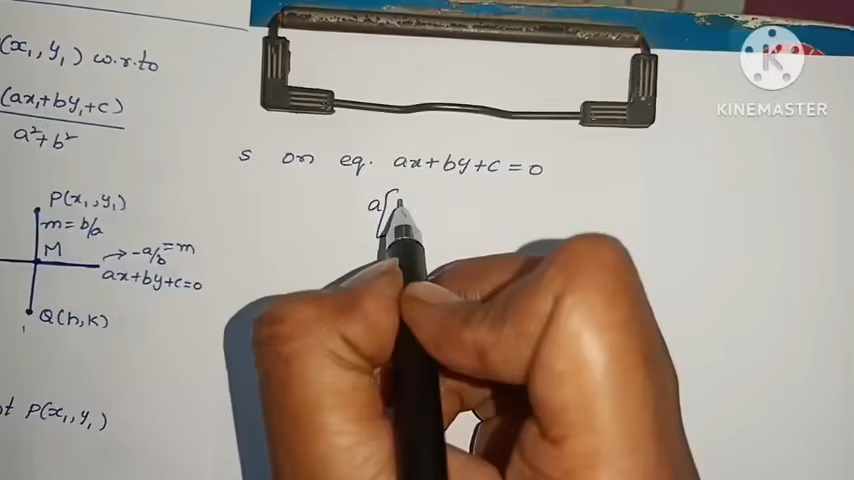 (x₁, y₁) w.r.to
(ax₁+by₁+c)
a²+b²
s on eq. ax+by+c=0
a[
P(x₁, y₁)
m=b/a
M
→ -a/b=m
ax+by+c=0
Q(h,k)
P(x₁, y₁)
K
KINEMASTER